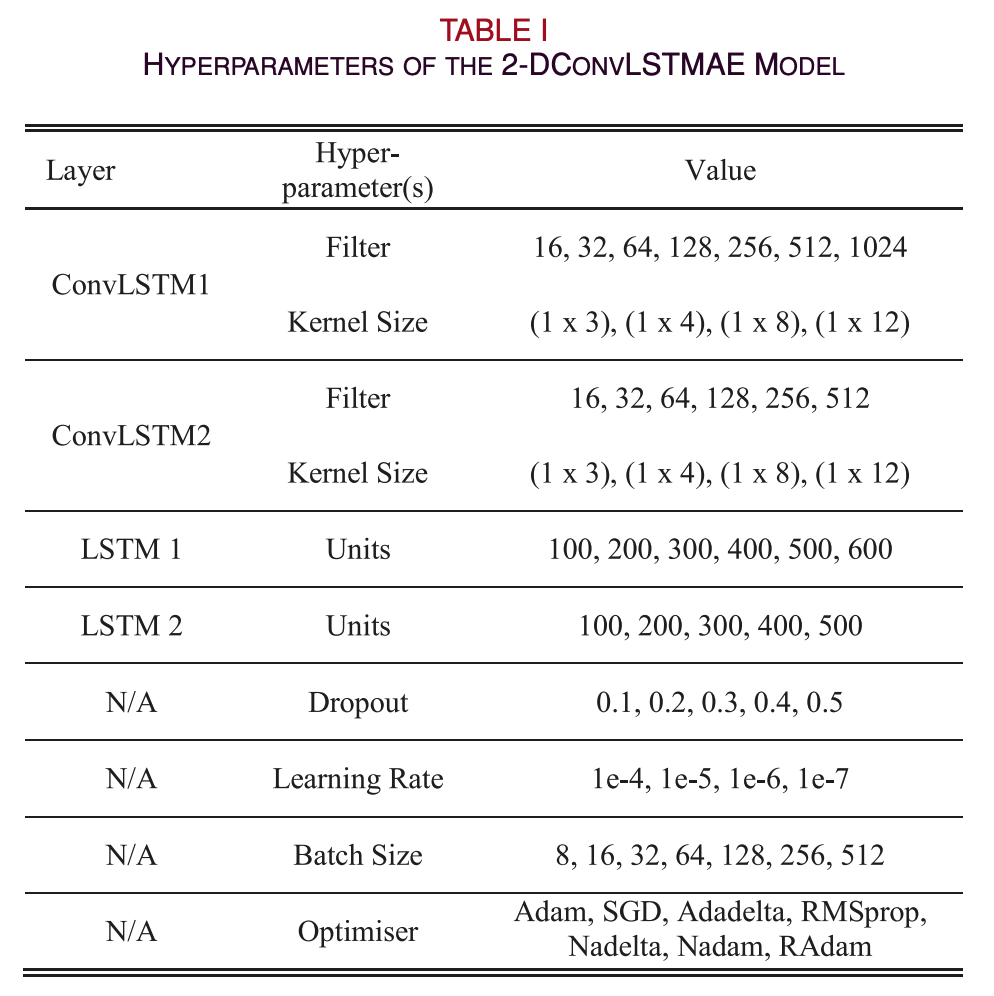 TABLE I
HYPERPARAMETERS OF THE 2-DCONVLSTMAE MODEL
Layer Hyper-parameter(s) Value
ConvLSTM1 Filter 16, 32, 64, 128, 256, 512, 1024
Kernel Size (1 x 3), (1 x 4), (1 x 8), (1 x 12)
ConvLSTM2 Filter 16, 32, 64, 128, 256, 512
Kernel Size (1 x 3), (1 x 4), (1 x 8), (1 x 12)
LSTM 1 Units 100, 200, 300, 400, 500, 600
LSTM 2 Units 100, 200, 300, 400, 500
N/A Dropout 0.1, 0.2, 0.3, 0.4, 0.5
N/A Learning Rate 1e-4, 1e-5, 1e-6, 1e-7
N/A Batch Size 8, 16, 32, 64, 128, 256, 512
N/A Optimiser Adam, SGD, Adadelta, RMSprop,
Nadelta, Nadam, RAdam